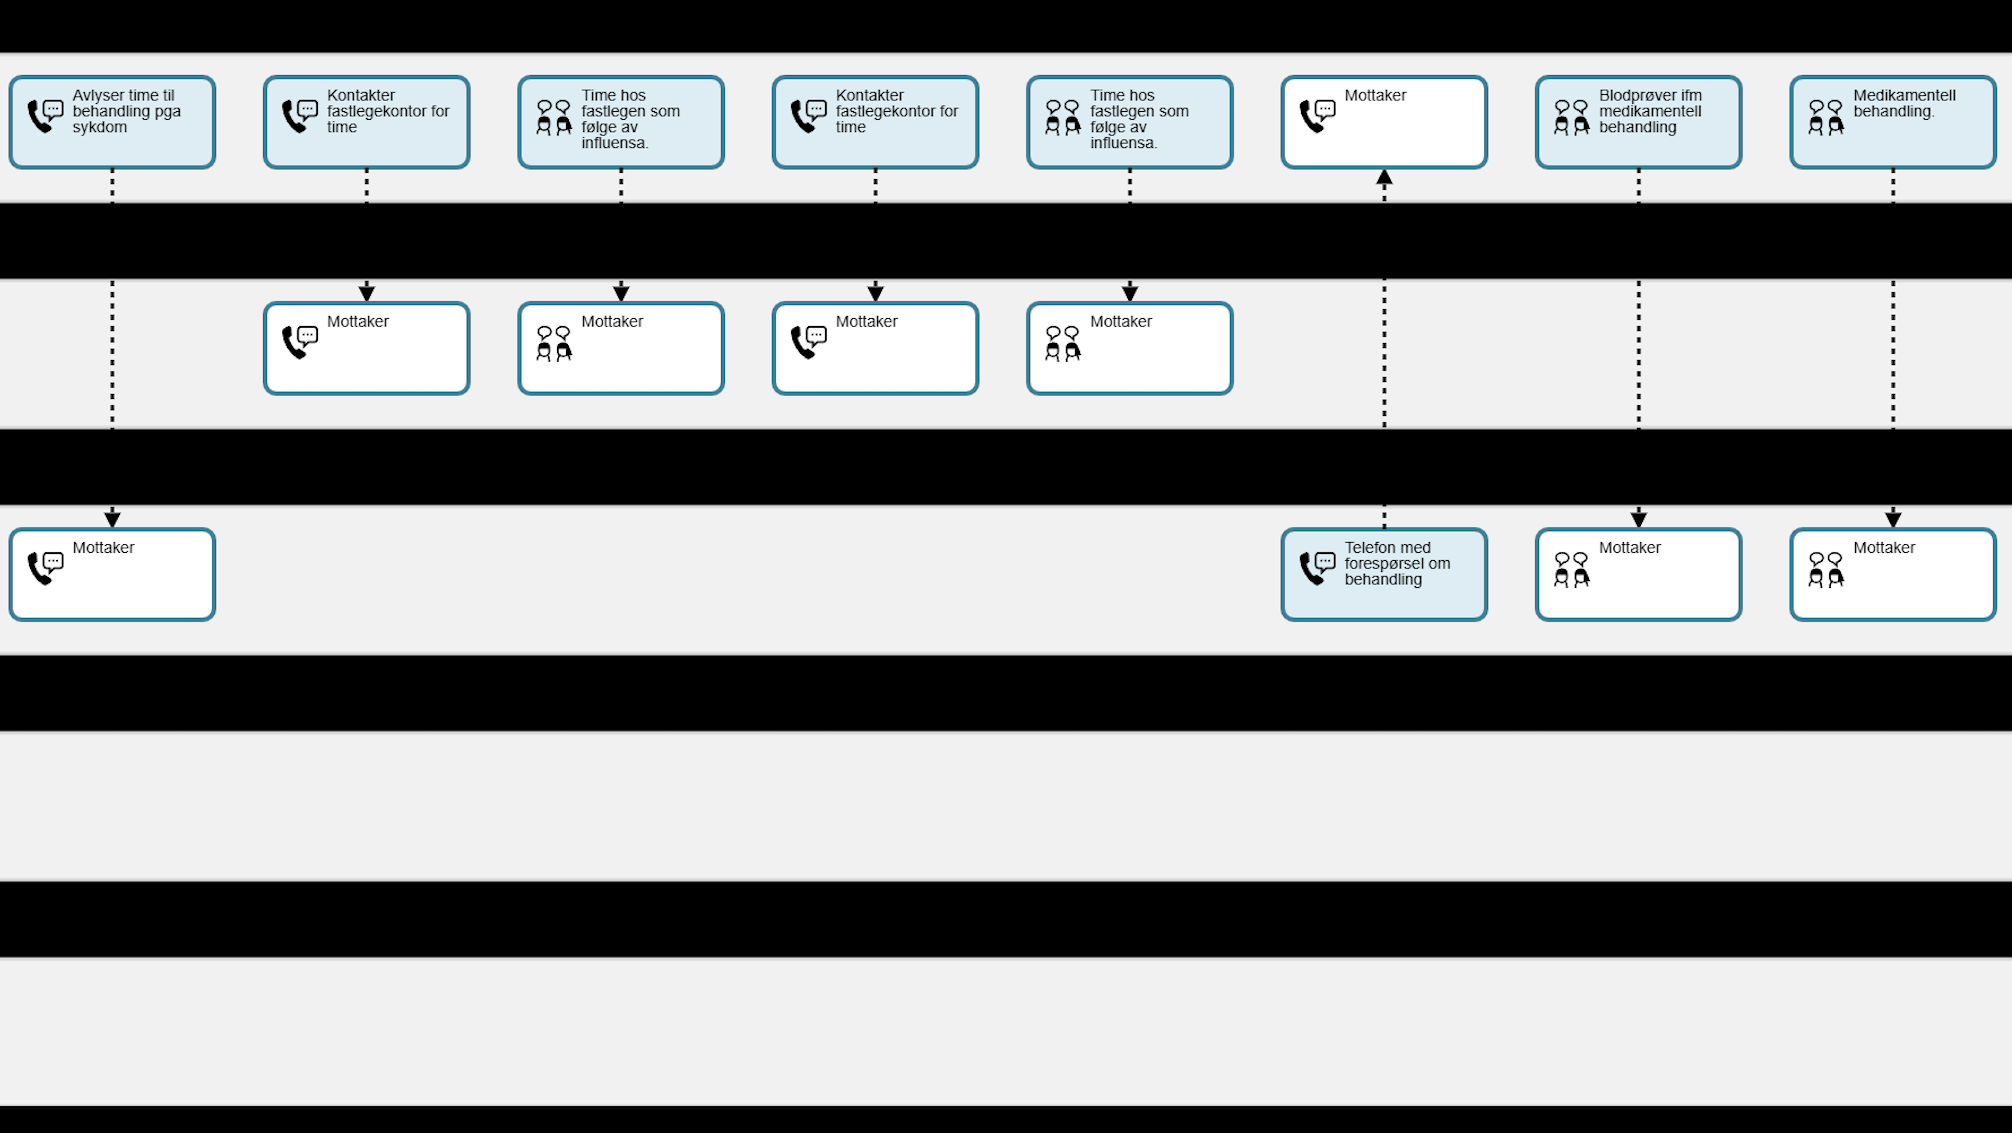 Avlyser time til
behandling pga
sykdom
Kontakter
fastlegekontor for
time
Time hos
fastlegen som
følge av
influensa.
Kontakter
fastlegekontor for
time
Time hos
fastlegen som
følge av
influensa.
Mottaker
Blodprøver ifm
medikamentell
behandling
Medikamentell
behandling.
Mottaker
Mottaker
Mottaker
Mottaker
Mottaker
Telefon med
forespørsel om
behandling
Mottaker
Mottaker